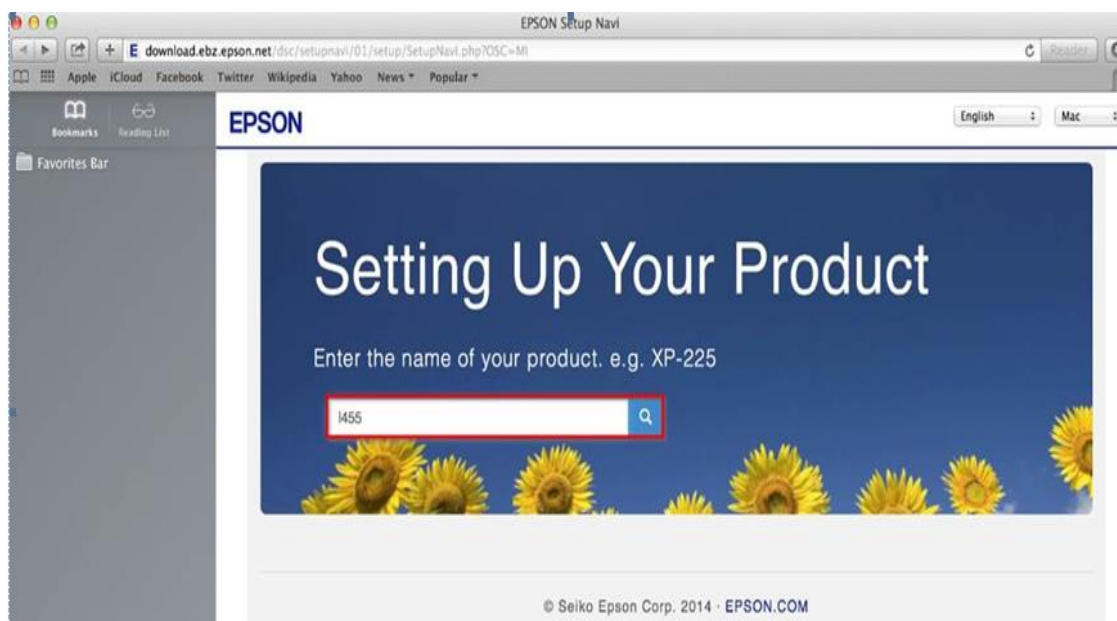 EPSON Setup Navi
E download.ebz.epson.net/dsc/setupnavi/01/setup/SetupNavi.php?OSC=MI
Reader
Apple iCloud Facebook Twitter Wikipedia Yahoo News Popular
Bookmarks Reading List
EPSON
English Mac
Favorites Bar
Setting Up Your Product
Enter the name of your product. e.g. XP-225
l455
© Seiko Epson Corp. 2014 · EPSON.COM